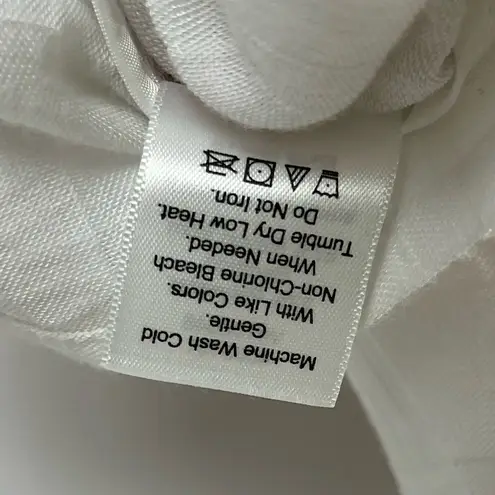 Machine Wash Cold
Gentle.
With Like Colors.
Non-Chlorine Bleach
When Needed.
Tumble Dry Low Heat.
Do Not Iron.